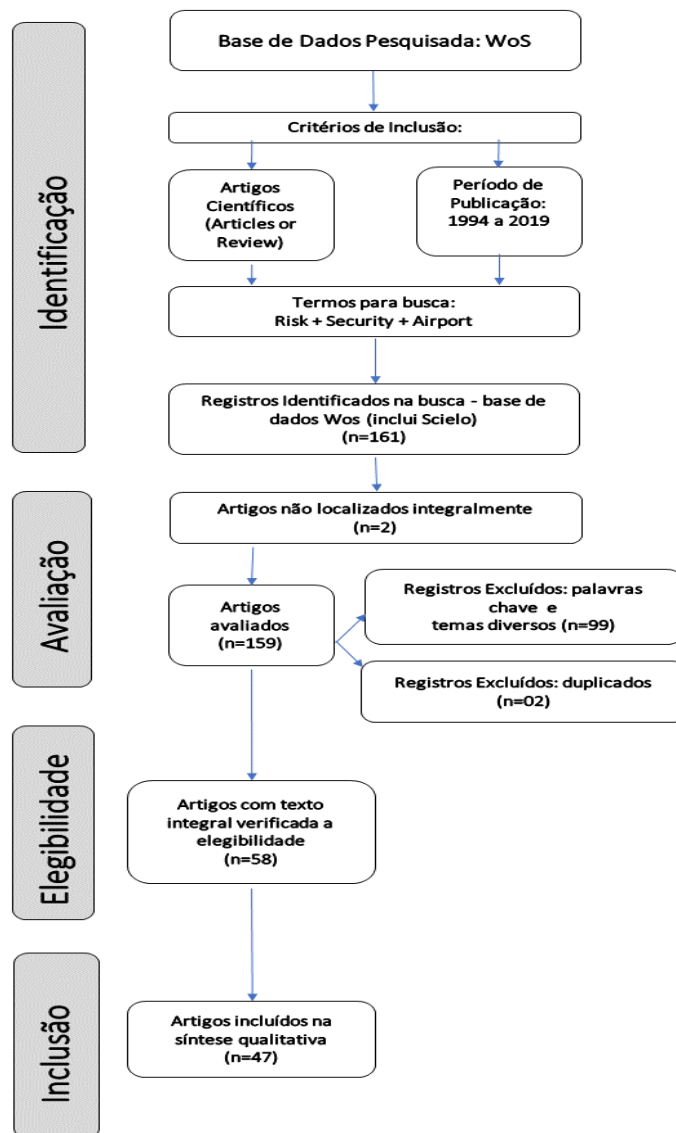 Identificação
Base de Dados Pesquisada: WoS
Critérios de Inclusão:
Artigos
Científicos
(Articles or
Review)
Período de
Publicação:
1994 a 2019
Termos para busca:
Risk + Security + Airport
Registros Identificados na busca - base de
dados Wos (inclui Scielo)
(n=161)
Avaliação
Artigos não localizados integralmente
(n=2)
Artigos
avaliados
(n=159)
Registros Excluídos: palavras
chave e
temas diversos (n=99)
Registros Excluídos: duplicados
(n=02)
Elegibilidade
Artigos com texto
integral verificada a
elegebilidade
(n=58)
Inclusão
Artigos incluídos na
síntese qualitativa
(n=47)